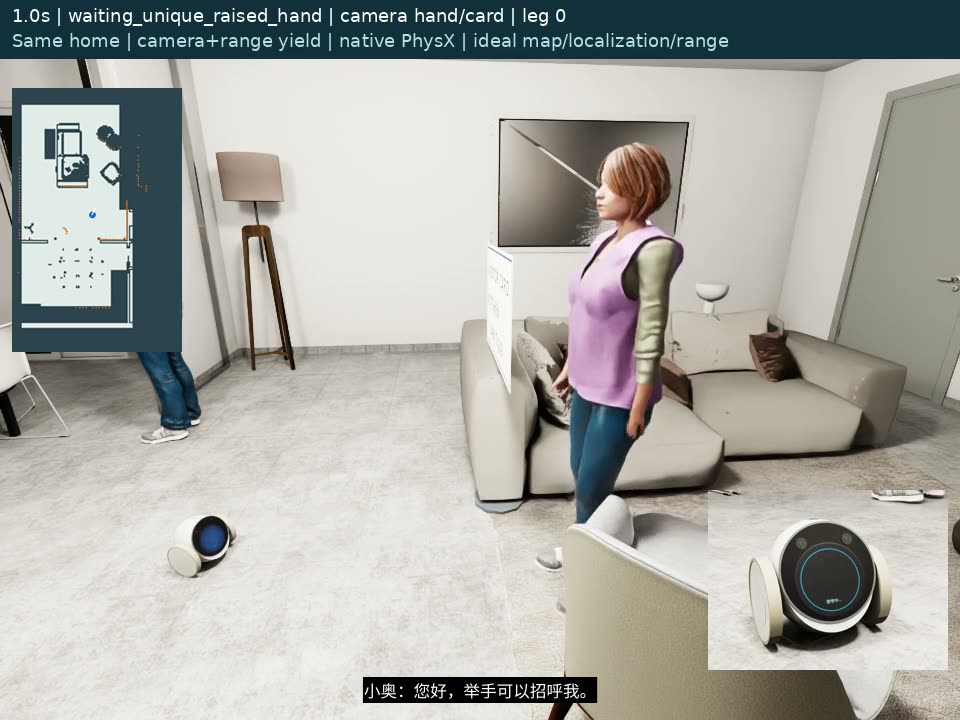 1.0s | waiting_unique_raised_hand | camera hand/card | leg 0
Same home | camera+range yield | native PhysX | ideal map/localization/range
小奥：您好，举手可以招呼我。